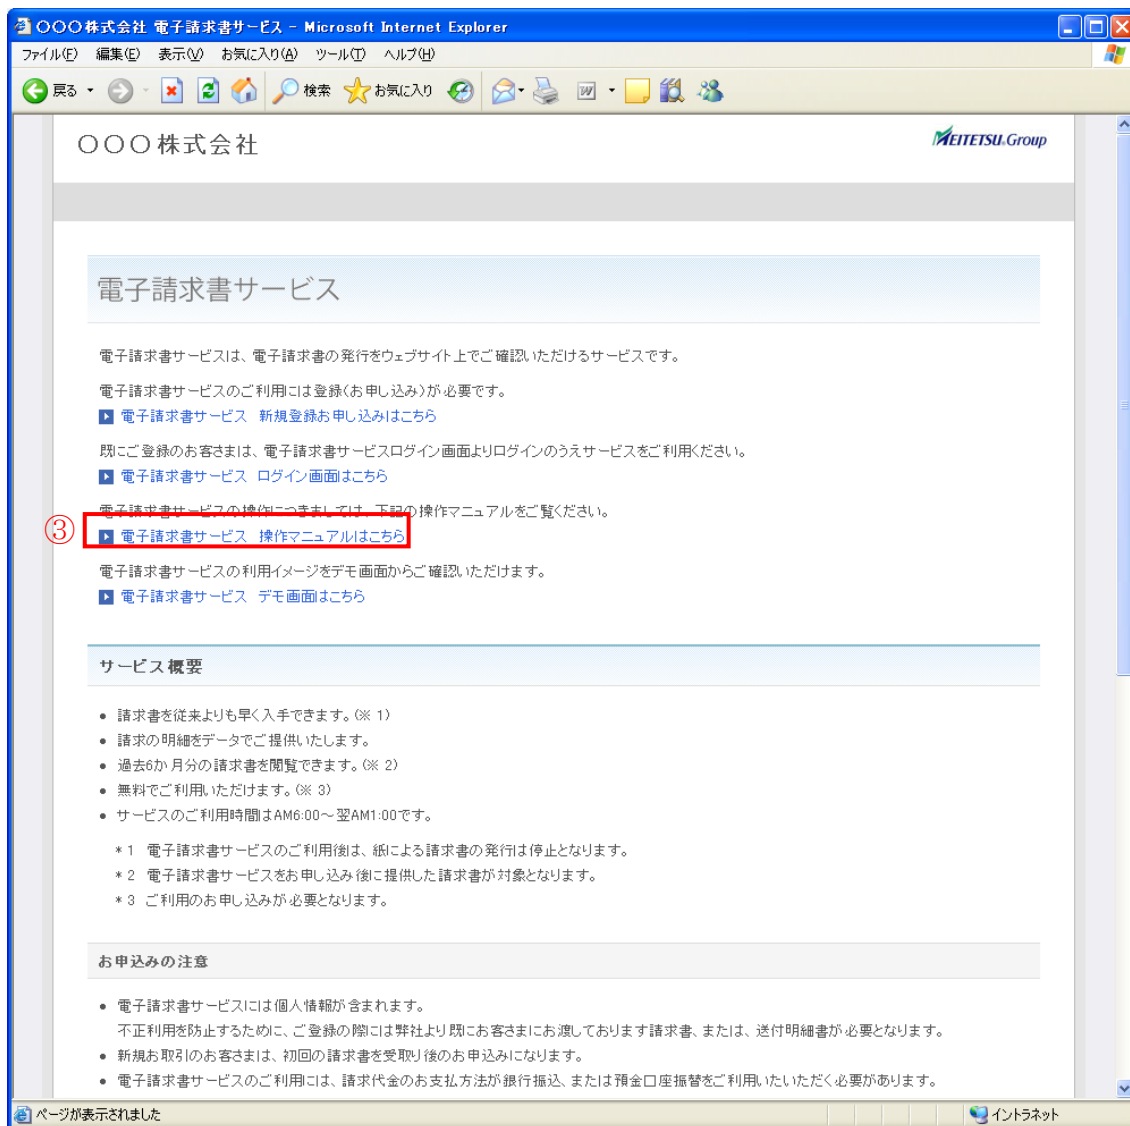 〇〇〇株式会社 電子請求書サービス - Microsoft Internet Explorer
ファイル(F) 編集(E) 表示(V) お気に入り(A) ツール(T) ヘルプ(H)
戻る 検索 お気に入り
〇〇〇株式会社
MEITETSU Group
電子請求書サービス
電子請求書サービスは、電子請求書の発行をウェブサイト上でご確認いただけるサービスです。
電子請求書サービスのご利用には登録(お申し込み)が必要です。
電子請求書サービス 新規登録お申し込みはこちら
既にご登録のお客さまは、電子請求書サービスログイン画面よりログインのうえサービスをご利用ください。
電子請求書サービス ログイン画面はこちら
電子請求書サービスの操作につきましては、下記の操作マニュアルをご覧ください。
③
電子請求書サービス 操作マニュアルはこちら
電子請求書サービスの利用イメージをデモ画面からご確認いただけます。
電子請求書サービス デモ画面はこちら
サービス概要
● 請求書を従来よりも早く入手できます。(※ 1)
● 請求の明細をデータでご提供いたします。
● 過去6か月分の請求書を閲覧できます。(※ 2)
● 無料でご利用いただけます。(※ 3)
● サービスのご利用時間はAM6:00～翌AM1:00です。
*1 電子請求書サービスのご利用後は、紙による請求書の発行は停止となります。
*2 電子請求書サービスをお申し込み後に提供した請求書が対象となります。
*3 ご利用のお申し込みが必要となります。
お申込みの注意
● 電子請求書サービスには個人情報が含まれます。
不正利用を防止するために、ご登録の際には弊社より既にお客さまにお渡しております請求書、または、送付明細書が必要となります。
● 新規お取引のお客さまは、初回の請求書を受取り後のお申込みになります。
● 電子請求書サービスのご利用には、請求代金のお支払方法が銀行振込、または預金口座振替をご利用いたいただく必要があります。
ページが表示されました
イントラネット